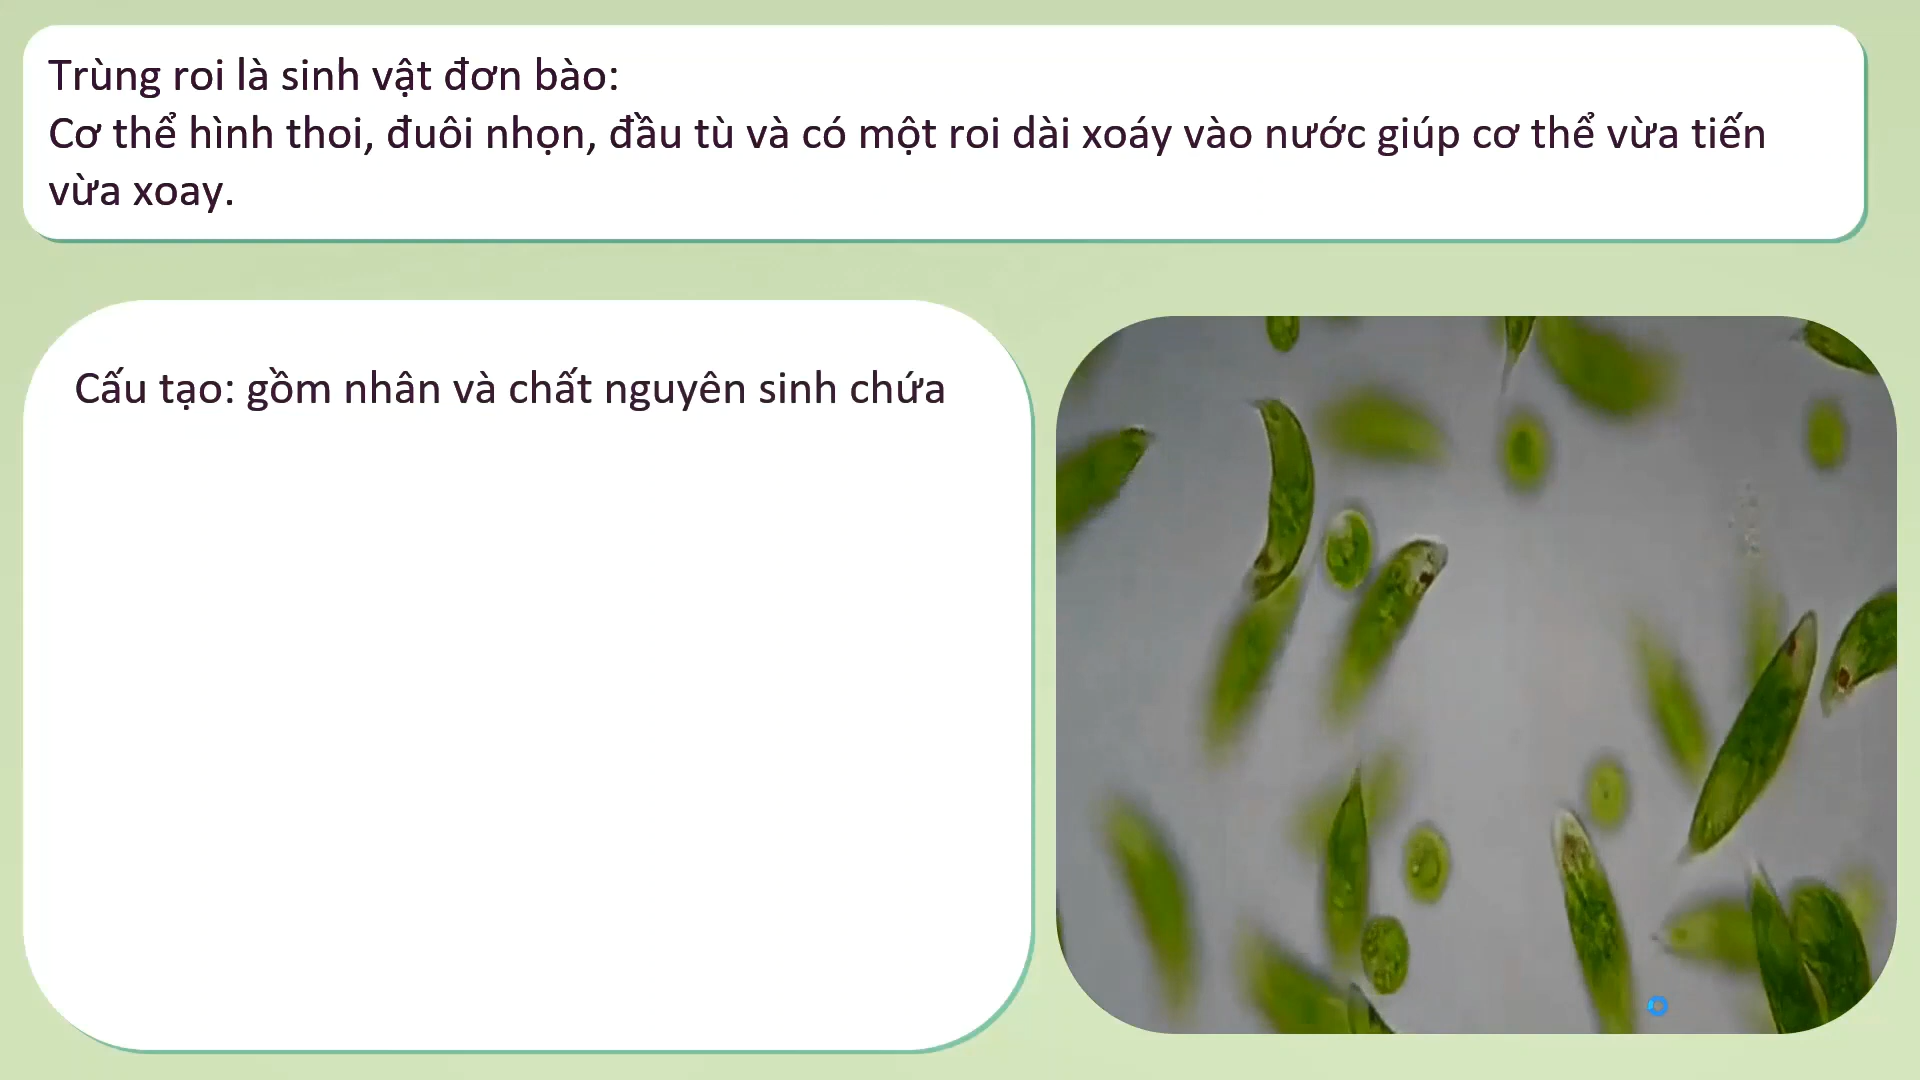 Trùng roi là sinh vật đơn bào:
Cơ thể hình thoi, đuôi nhọn, đầu tù và có một roi dài xoáy vào nước giúp cơ thể vừa tiến
vừa xoay.
Cấu tạo: gồm nhân và chất nguyên sinh chứa